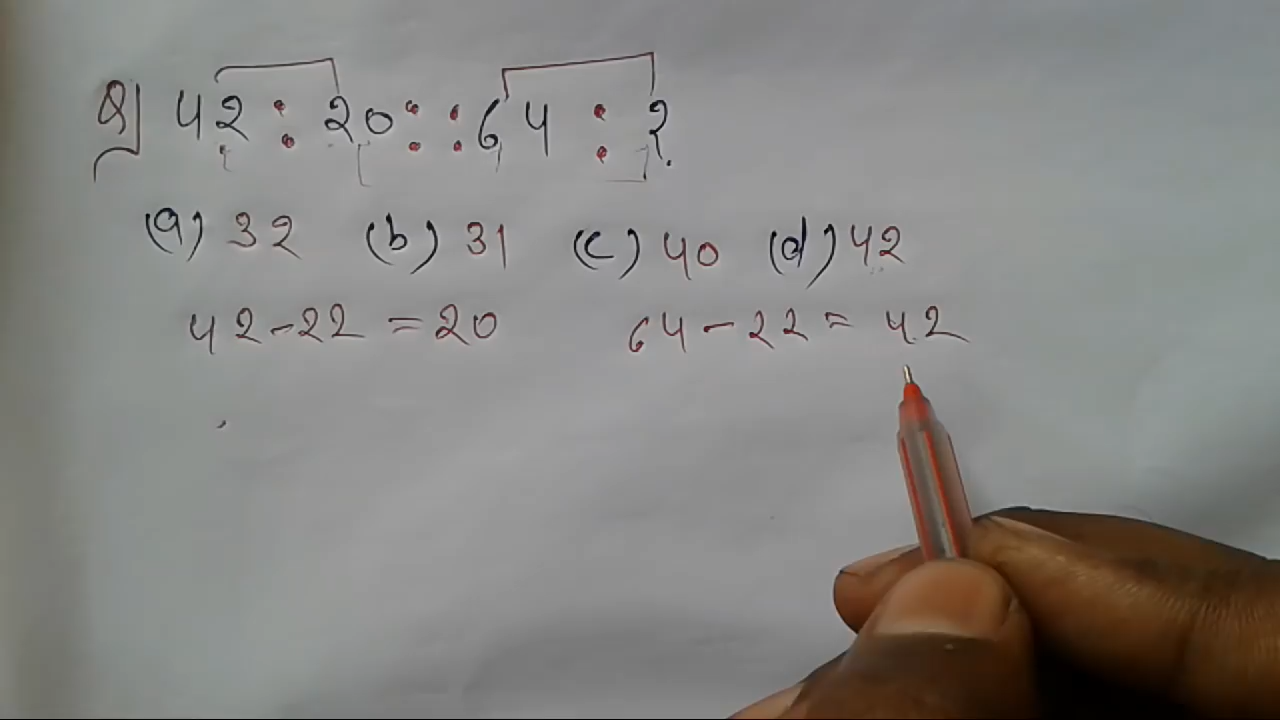 Q] 42 : 20 :: 64 : ?
(a) 32 (b) 31 (c) 40 (d) 42
42-22 = 20 64-22 = 42